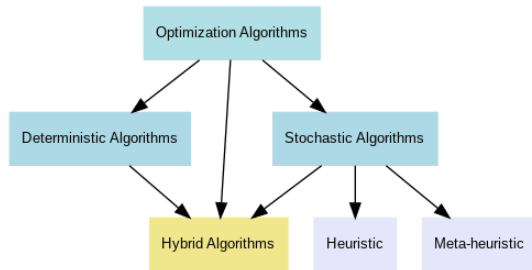 Optimization Algorithms
Deterministic Algorithms
Stochastic Algorithms
Hybrid Algorithms
Heuristic
Meta-heuristic